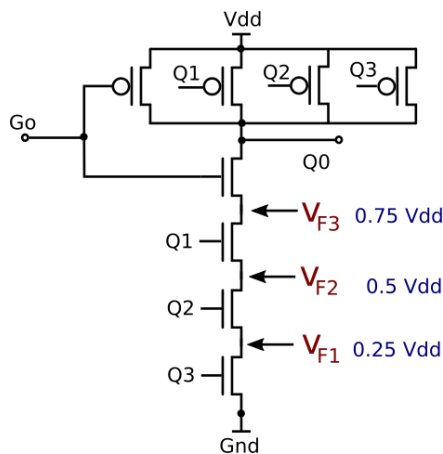 Vdd
Q1 Q2 Q3
Go
Q0
VF3 0.75 Vdd
Q1
VF2 0.5 Vdd
Q2
VF1 0.25 Vdd
Q3
Gnd